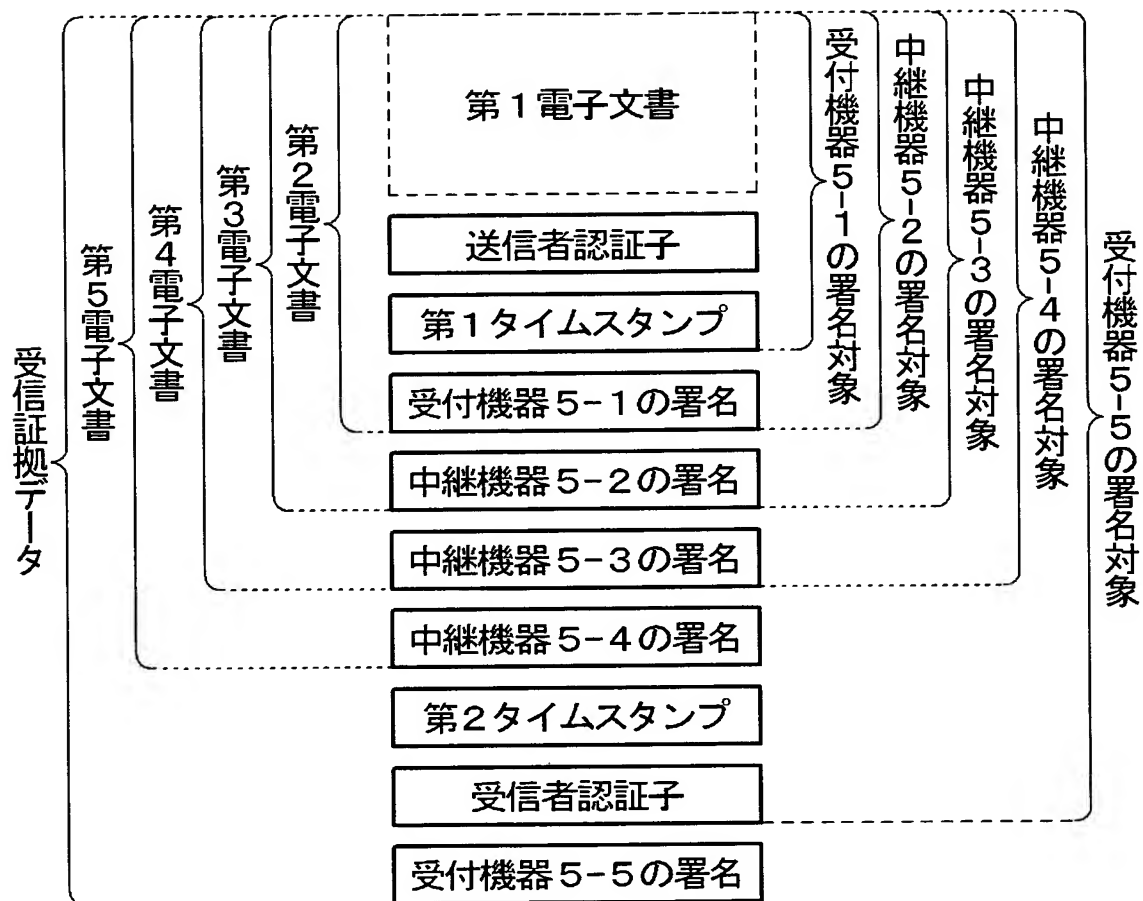 受信証拠データ
第5電子文書
第4電子文書
第3電子文書
第2電子文書
第1電子文書
送信者認証子
第1タイムスタンプ
受付機器5-1の署名
中継機器5-2の署名
中継機器5-3の署名
中継機器5-4の署名
第2タイムスタンプ
受信者認証子
受付機器5-5の署名
受付機器5-1の署名対象
中継機器5-2の署名対象
中継機器5-3の署名対象
中継機器5-4の署名対象
受付機器5-5の署名対象